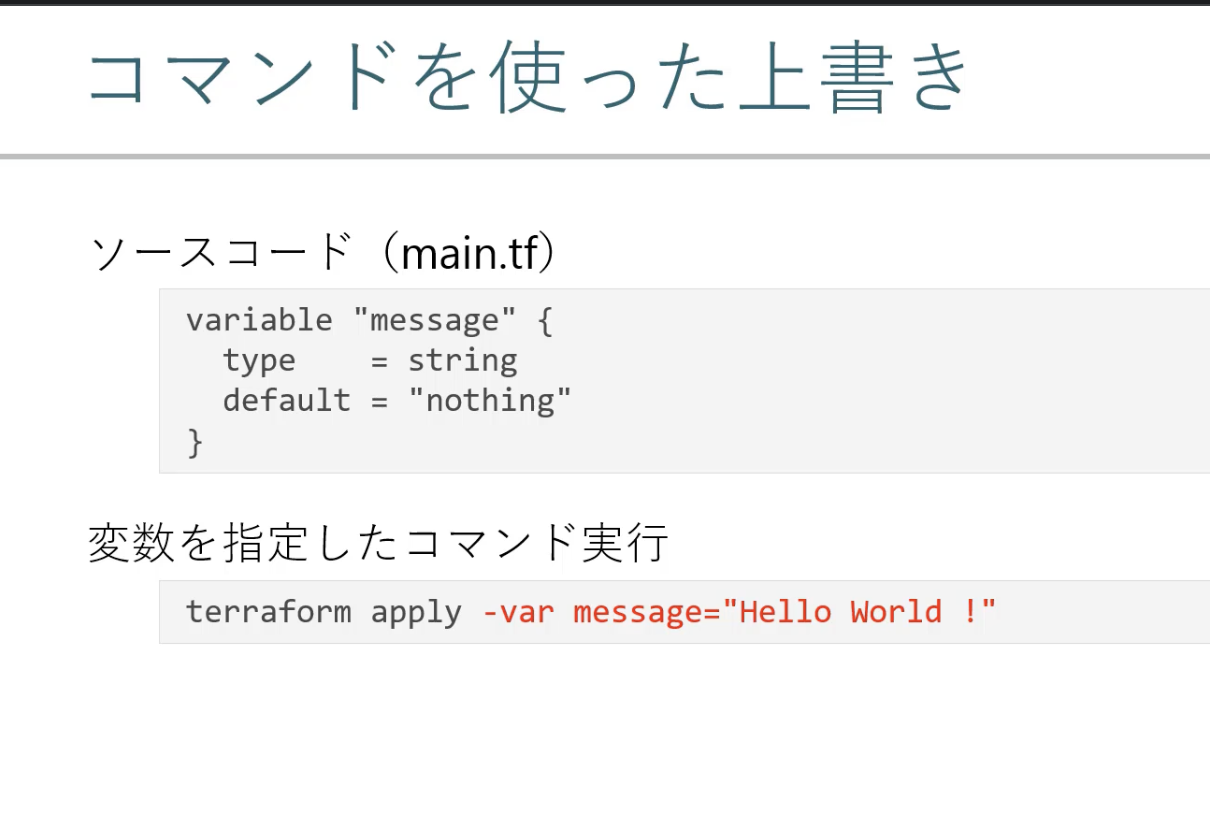 コマンドを使った上書き
ソースコード（main.tf）
variable "message" {
  type    = string
  default = "nothing"
}
変数を指定したコマンド実行
terraform apply -var message="Hello World !"